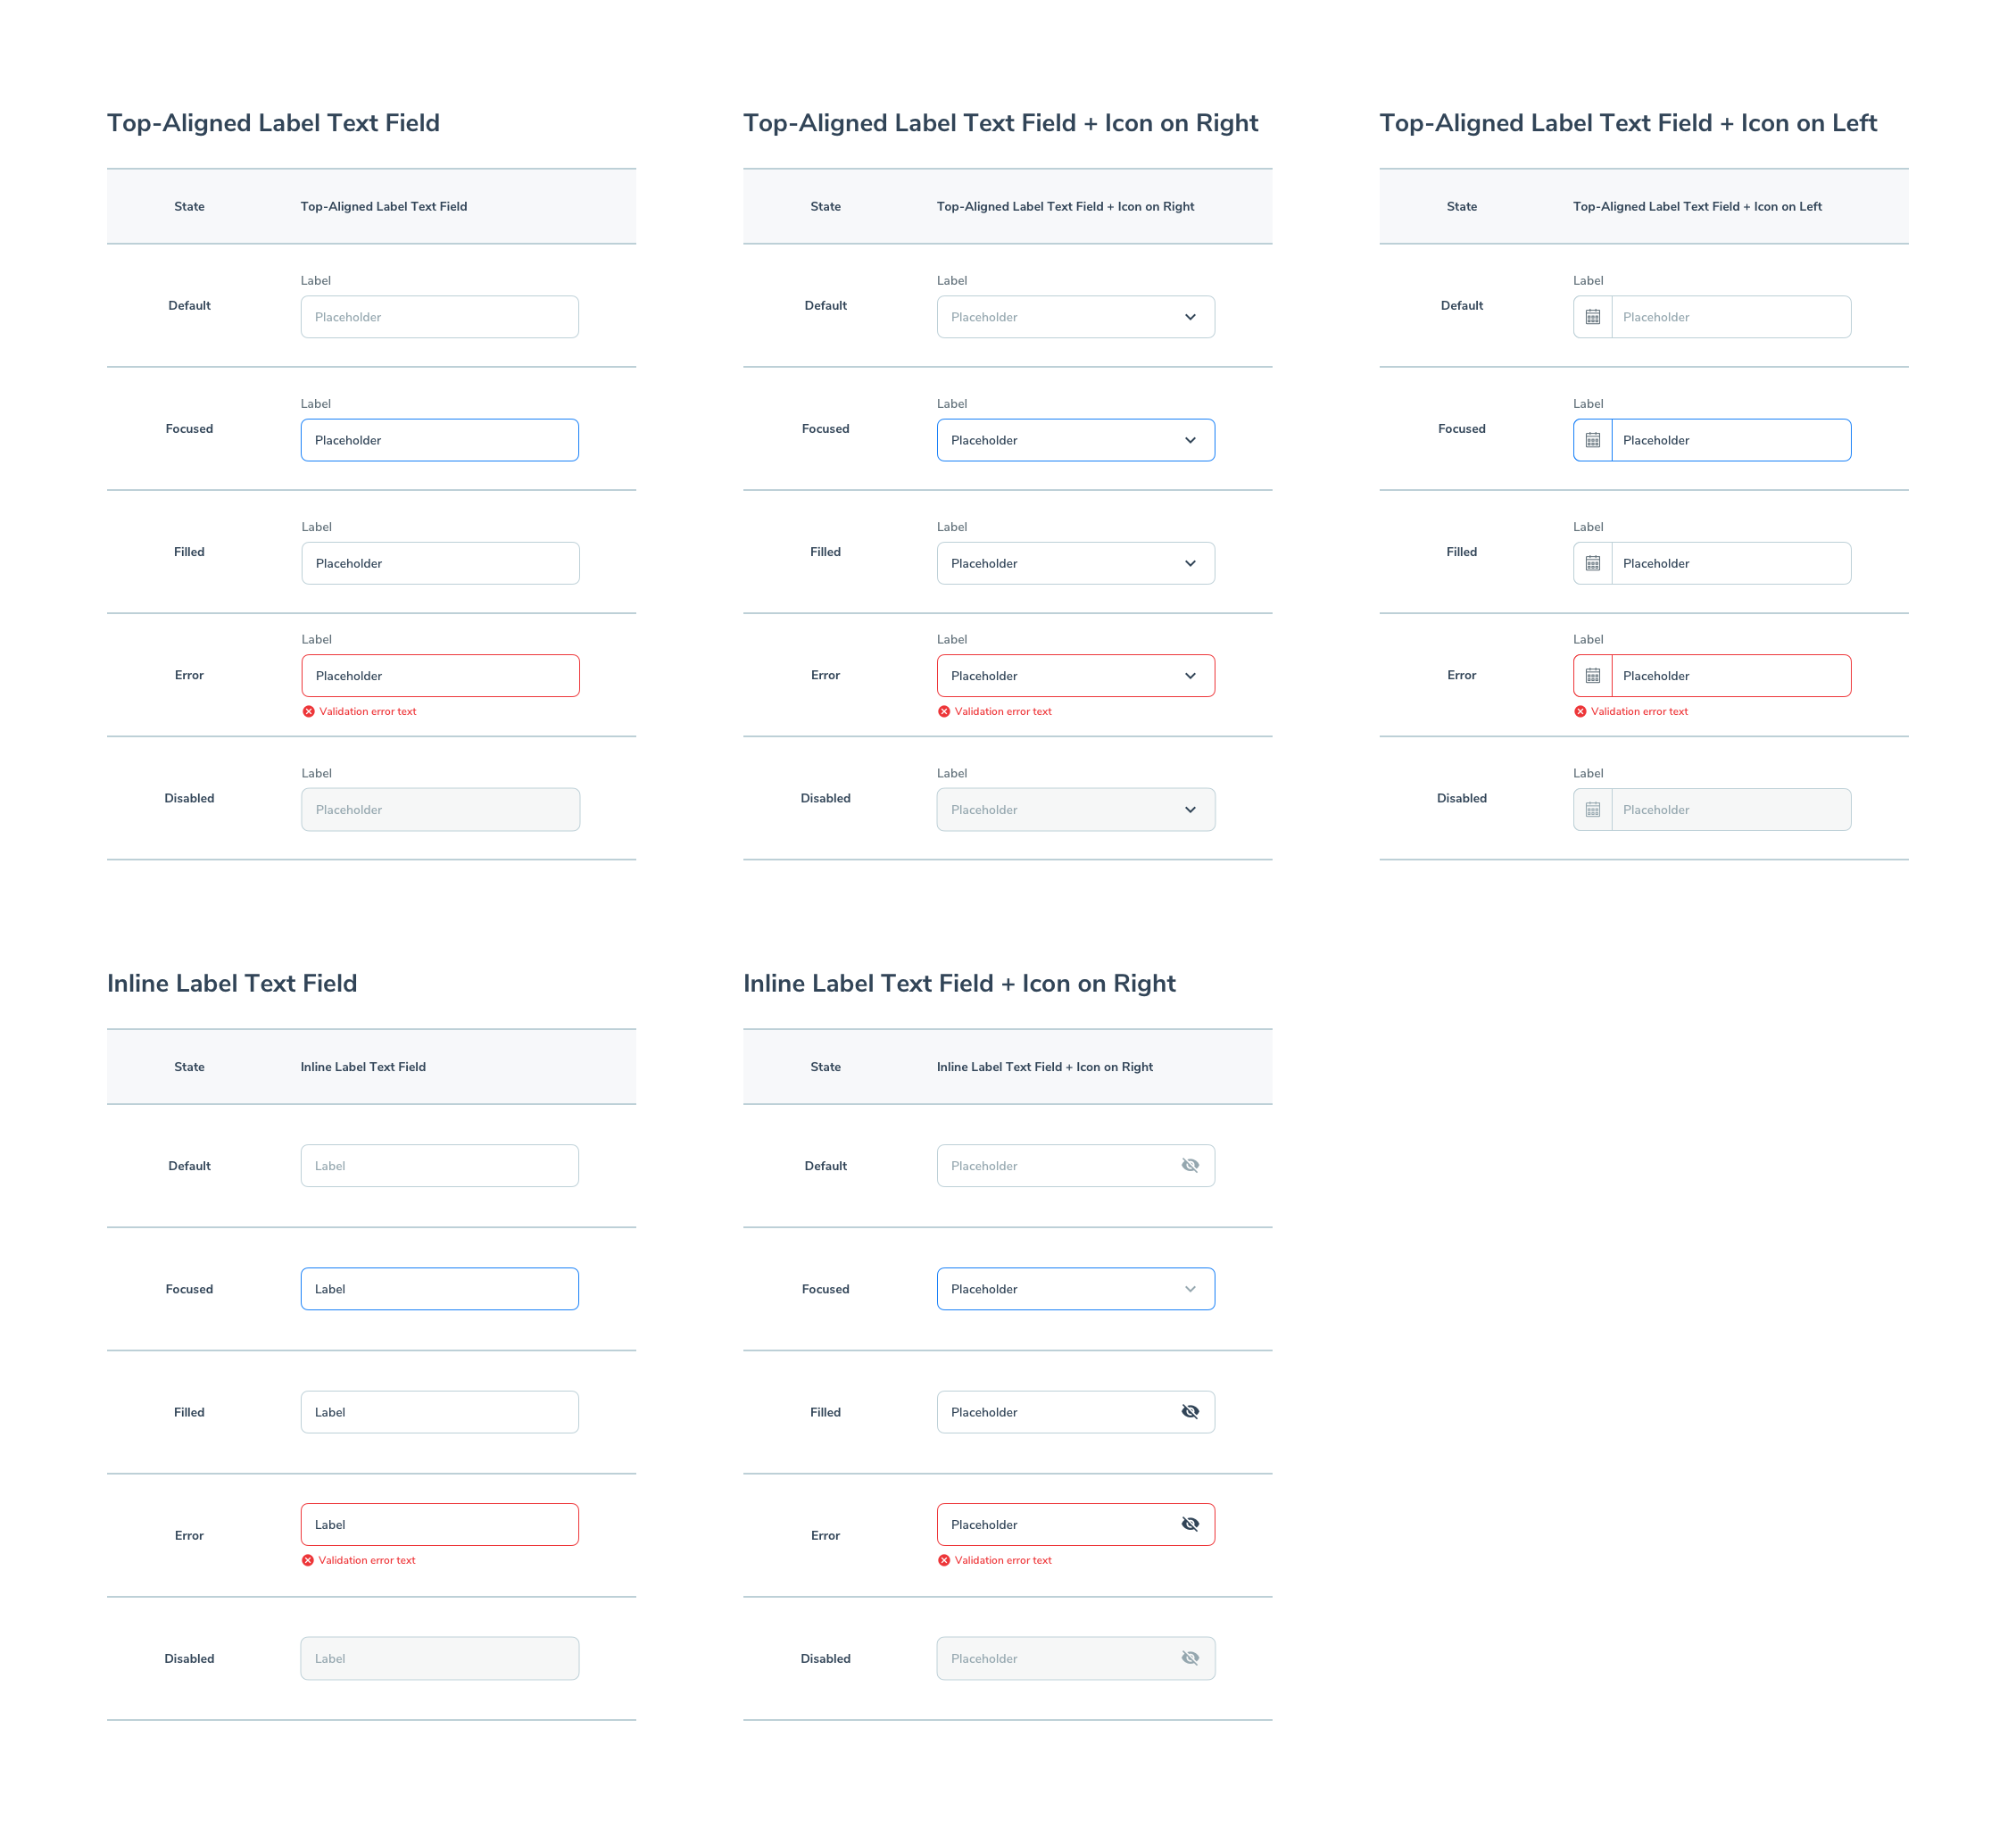 Top-Aligned Label Text Field
State Top-Aligned Label Text Field
Label
Default
Placeholder
Label
Focused
Placeholder
Label
Filled
Placeholder
Label
Error
Placeholder
Validation error text
Label
Disabled
Placeholder
Top-Aligned Label Text Field + Icon on Right
State Top-Aligned Label Text Field + Icon on Right
Label
Default
Placeholder
Label
Focused
Placeholder
Label
Filled
Placeholder
Label
Error
Placeholder
Validation error text
Label
Disabled
Placeholder
Top-Aligned Label Text Field + Icon on Left
State Top-Aligned Label Text Field + Icon on Left
Label
Default
Placeholder
Label
Focused
Placeholder
Label
Filled
Placeholder
Label
Error
Placeholder
Validation error text
Label
Disabled
Placeholder
Inline Label Text Field
State Inline Label Text Field
Default Label
Focused Label
Filled Label
Label
Error
Validation error text
Disabled Label
Inline Label Text Field + Icon on Right
State Inline Label Text Field + Icon on Right
Default Placeholder
Focused Placeholder
Filled Placeholder
Placeholder
Error
Validation error text
Disabled Placeholder